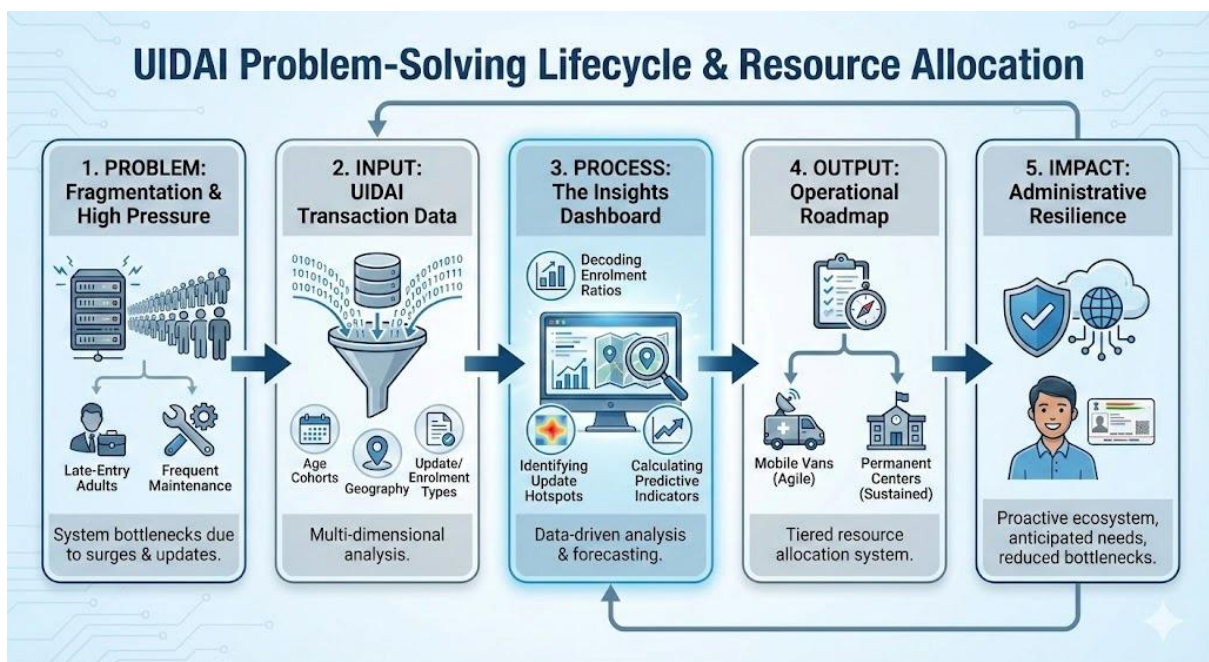 UIDAI Problem-Solving Lifecycle & Resource Allocation
1. PROBLEM:
Fragmentation &
High Pressure
Late-Entry
Adults
Frequent
Maintenance
System bottlenecks due
to surges & updates.
2. INPUT:
UIDAI
Transaction Data
Age
Cohorts
Geography
Update/
Enrolment
Types
Multi-dimensional
analysis.
3. PROCESS:
The Insights
Dashboard
Decoding
Enrolment
Ratios
Identifying
Update
Hotspots
Calculating
Predictive
Indicators
Data-driven analysis
& forecasting.
4. OUTPUT:
Operational
Roadmap
Mobile Vans
(Agile)
Permanent
Centers
(Sustained)
Tiered resource
allocation system.
5. IMPACT:
Administrative
Resilience
Proactive ecosystem,
anticipated needs,
reduced bottlenecks.